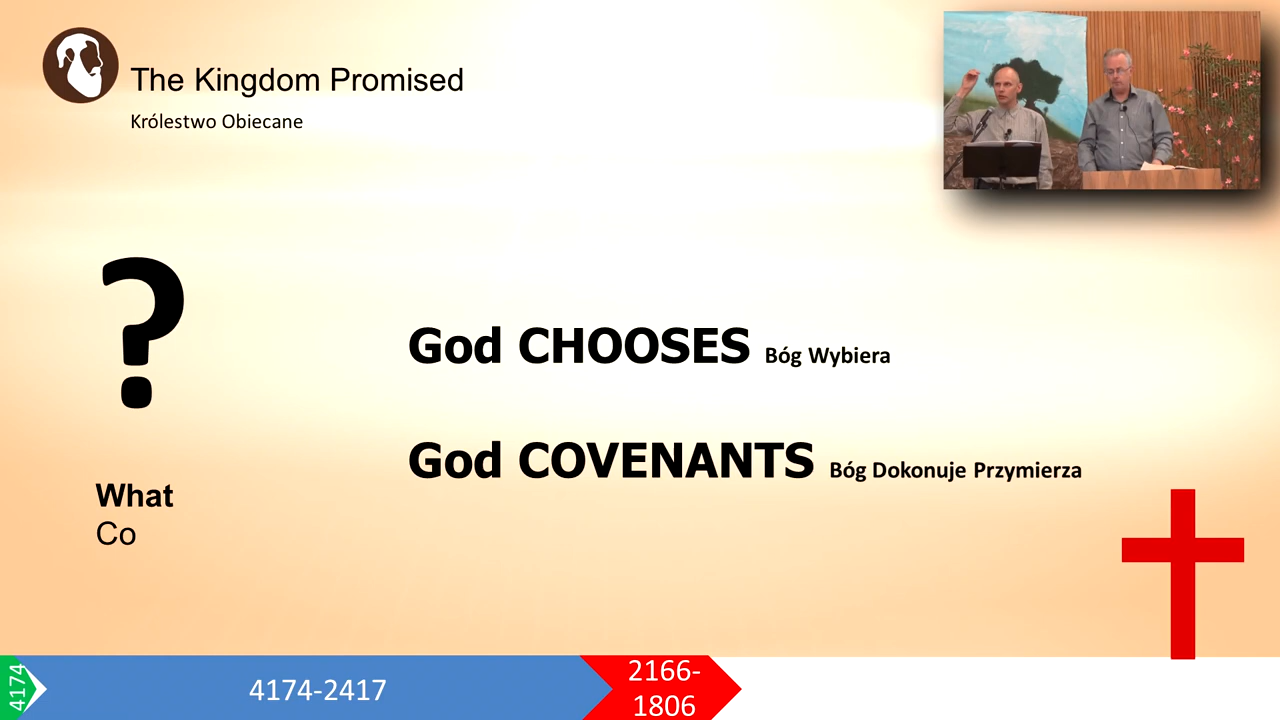 The Kingdom Promised
Królestwo Obiecane
?
God CHOOSES Bóg Wybiera
God COVENANTS Bóg Dokonuje Przymierza
What
Co
4174
4174-2417
2166-
1806